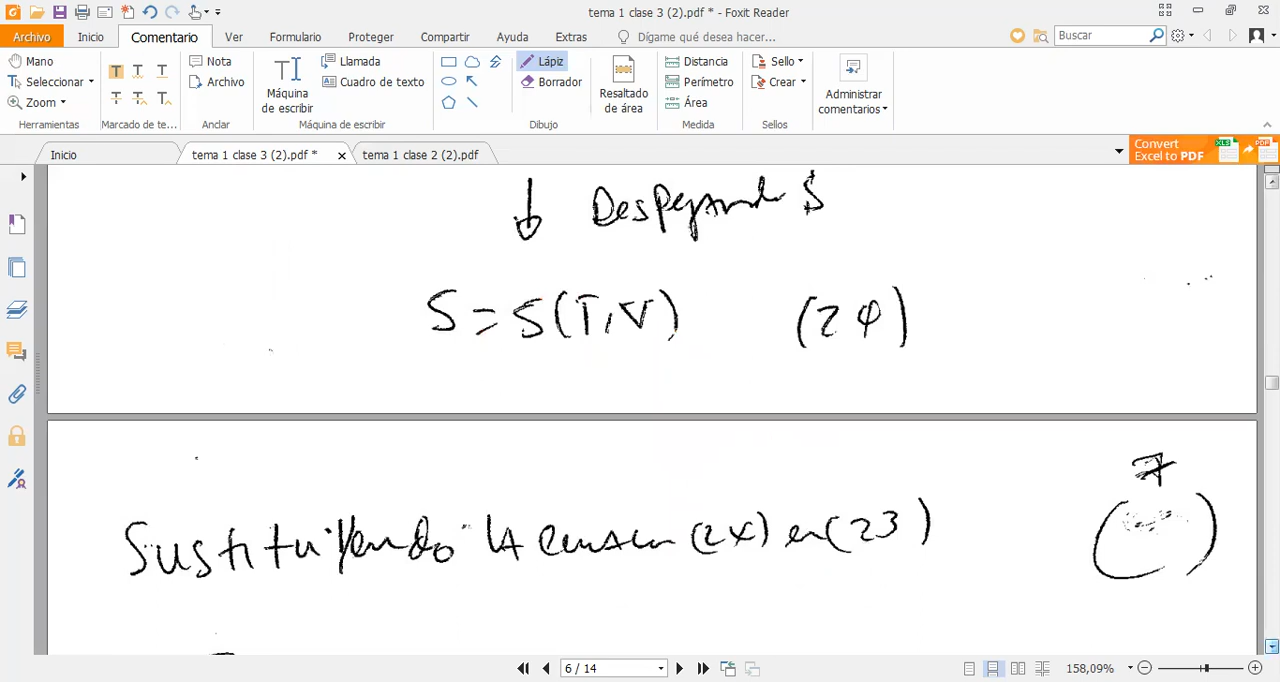 tema 1 clase 3 (2).pdf * - Foxit Reader
Archivo Inicio Comentario Ver Formulario Proteger Compartir Ayuda Extras Dígame qué desea hacer... Buscar
Mano
Seleccionar
Zoom
Herramientas
T T T
T T T
Marcado de te...
Nota
Archivo
Anclar
Máquina de escribir
Llamada
Cuadro de texto
Máquina de escribir
Lápiz
Borrador
Dibujo
Resaltado de área
Distancia
Perímetro
Área
Medida
Sello
Crear
Sellos
Administrar comentarios
Inicio
tema 1 clase 3 (2).pdf *
tema 1 clase 2 (2).pdf
Convert Excel to PDF
Despejando S
S = S(T,V) (24)
7
Sustituyendo la ecuación (24) en (23)
6 / 14
158,09%